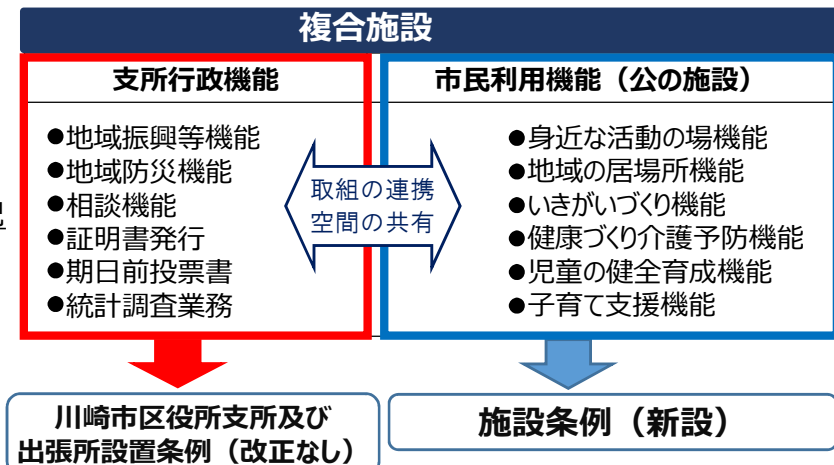 複合施設
支所行政機能
●地域振興等機能
●地域防災機能
●相談機能
●証明書発行
●期日前投票書
●統計調査業務
取組の連携
空間の共有
市民利用機能（公の施設）
●身近な活動の場機能
●地域の居場所機能
●いきがいづくり機能
●健康づくり介護予防機能
●児童の健全育成機能
●子育て支援機能
川崎市区役所支所及び
出張所設置条例（改正なし）
施設条例（新設）